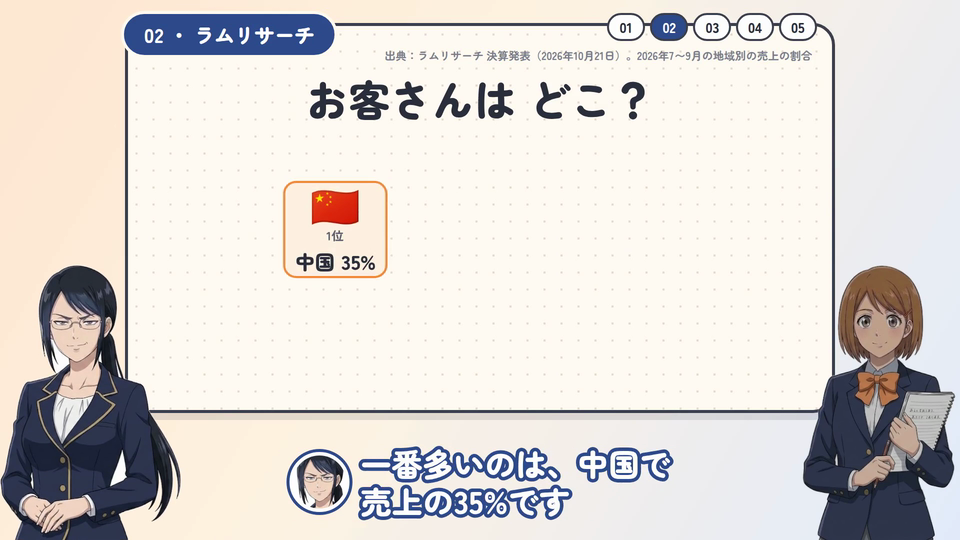 02 ・ ラムリサーチ
01 02 03 04 05
出典：ラムリサーチ 決算発表（2026年10月21日）。2026年7〜9月の地域別の売上の割合
お客さんは どこ？
1位
中国 35%
一番多いのは、中国で
売上の35%です